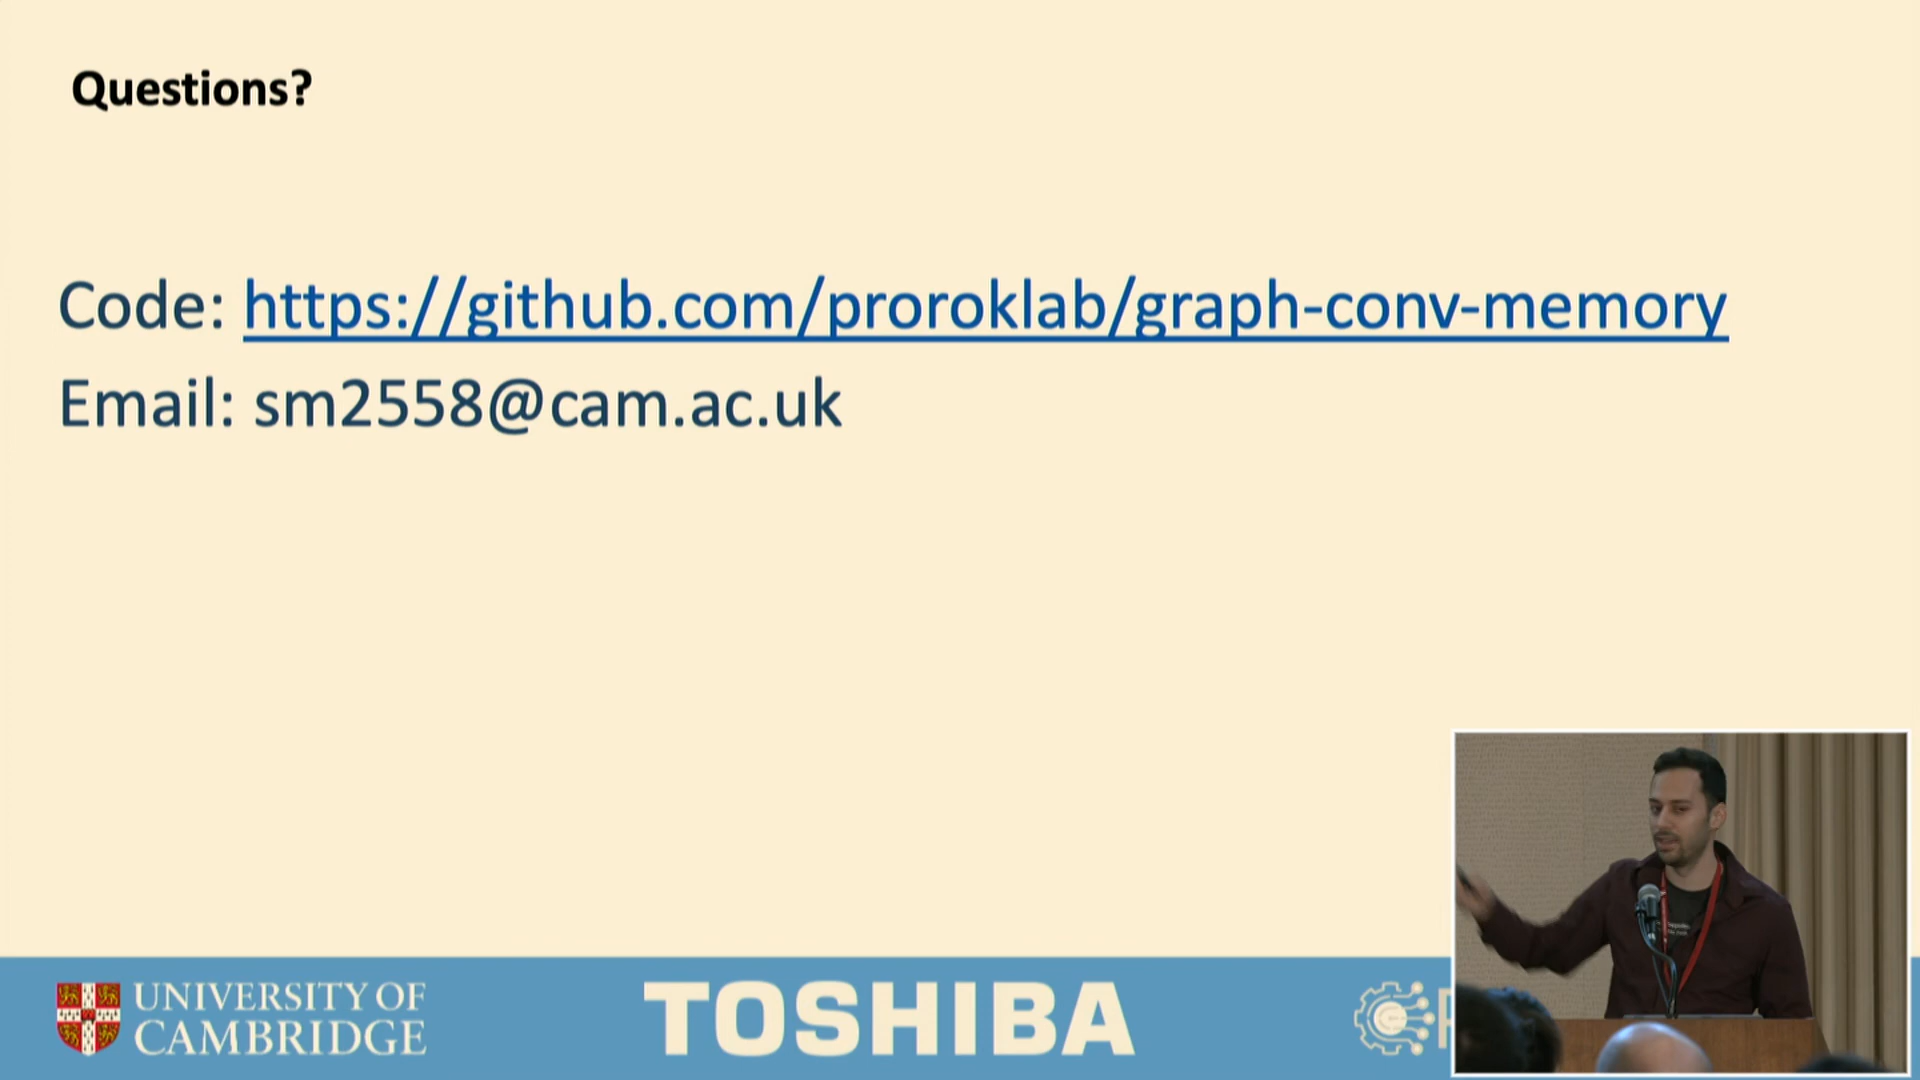 Questions?
Code: https://github.com/proroklab/graph-conv-memory
Email: sm2558@cam.ac.uk
UNIVERSITY OF
CAMBRIDGE
TOSHIBA